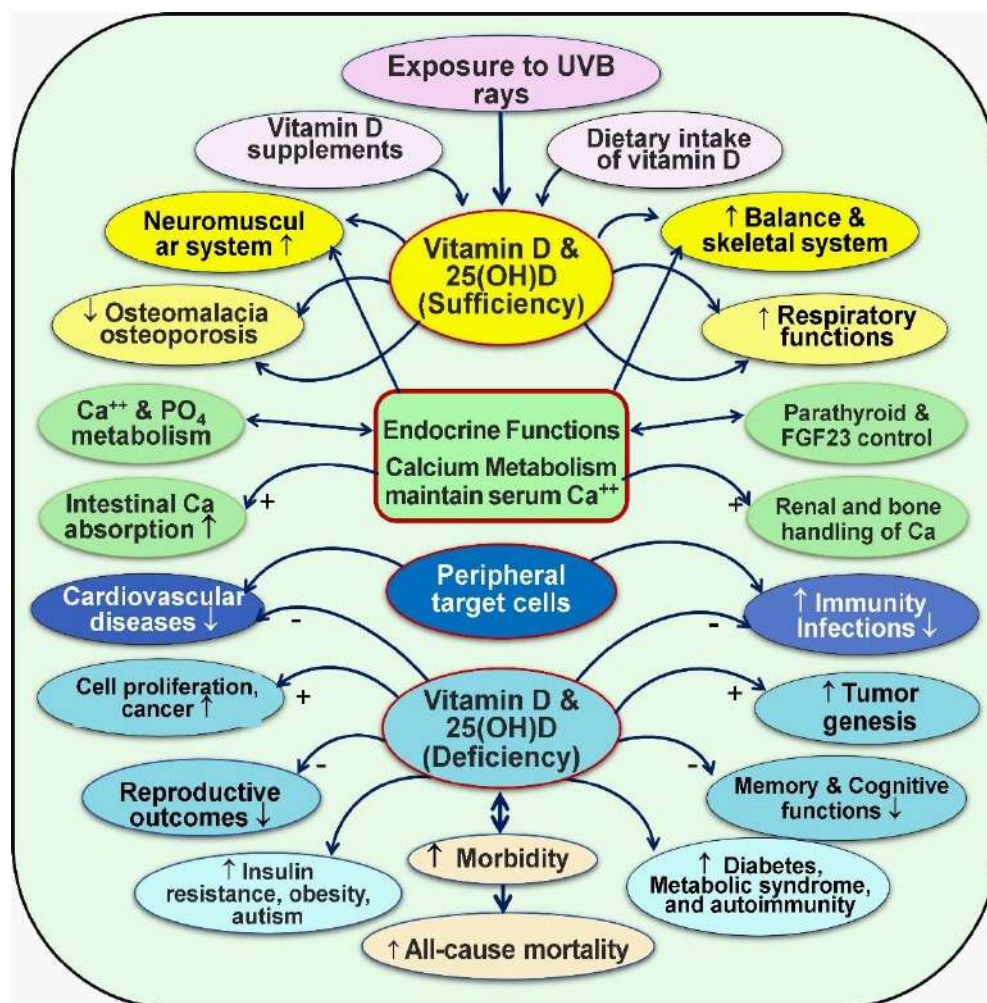 Exposure to UVB
rays
Vitamin D
supplements
Dietary intake
of vitamin D
Neuromuscul
ar system ↑
Vitamin D &
25(OH)D
(Sufficiency)
↑ Balance &
skeletal system
↓ Osteomalacia
osteoporosis
↑ Respiratory
functions
Ca⁺⁺ & PO₄
metabolism
Endocrine Functions
Calcium Metabolism
maintain serum Ca⁺⁺
Parathyroid &
FGF23 control
Intestinal Ca
absorption ↑
+
+
Renal and bone
handling of Ca
Peripheral
target cells
Cardiovascular
diseases ↓
-
-
↑ Immunity
Infections ↓
Cell proliferation,
cancer ↑
+
Vitamin D &
25(OH)D
(Deficiency)
+
↑ Tumor
genesis
Reproductive
outcomes ↓
-
-
Memory & Cognitive
functions ↓
↑ Insulin
resistance, obesity,
autism
↑ Morbidity
↑ Diabetes,
Metabolic syndrome,
and autoimmunity
↑ All-cause mortality